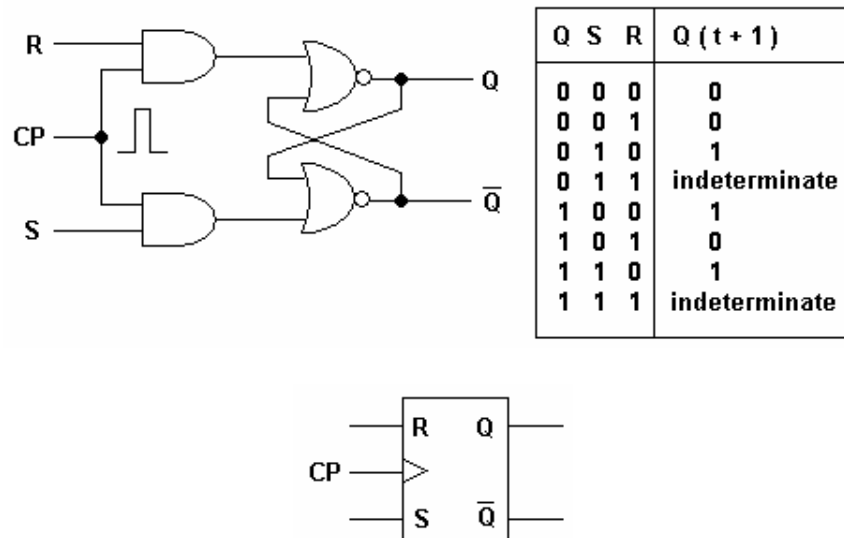 R
CP
S
Q
Q̅
Q S R Q ( t + 1 )
0 0 0 0
0 0 1 0
0 1 0 1
0 1 1 indeterminate
1 0 0 1
1 0 1 0
1 1 0 1
1 1 1 indeterminate
R Q
CP
S Q̅